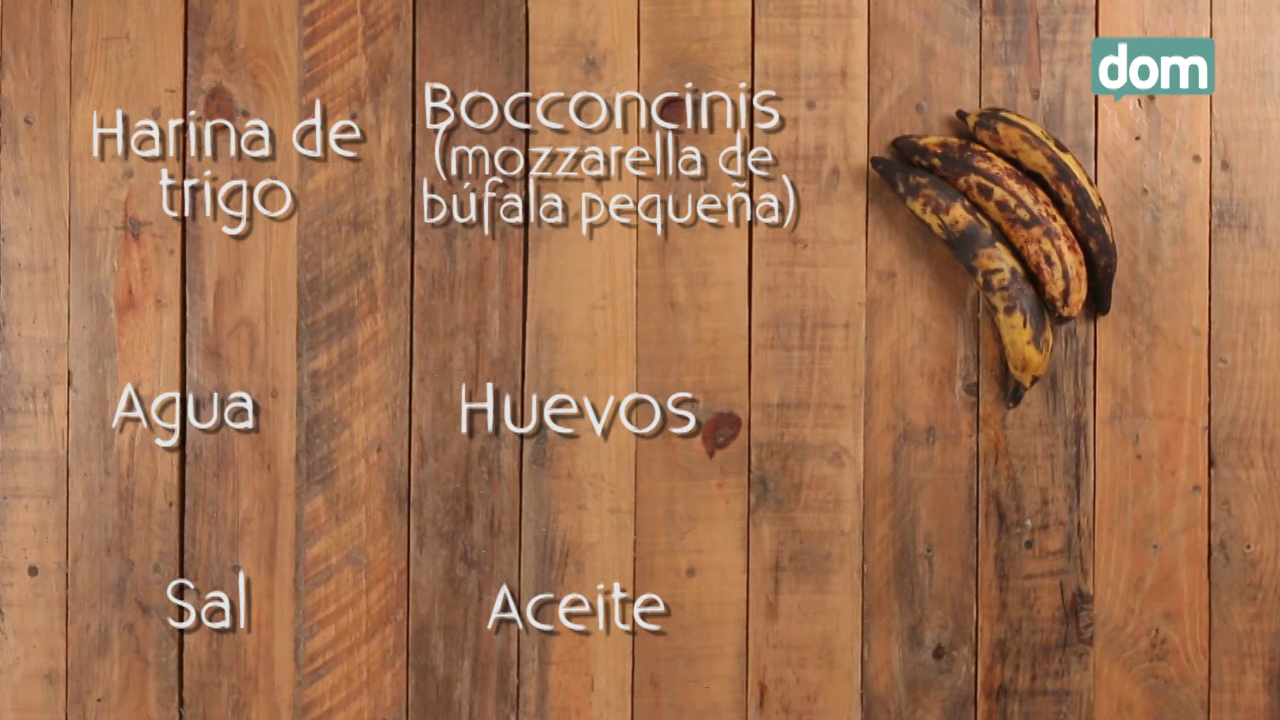 Harina de
trigo
Bocconcinis
(mozzarella de
búfala pequeña)
dom
Agua
Huevos
Sal
Aceite